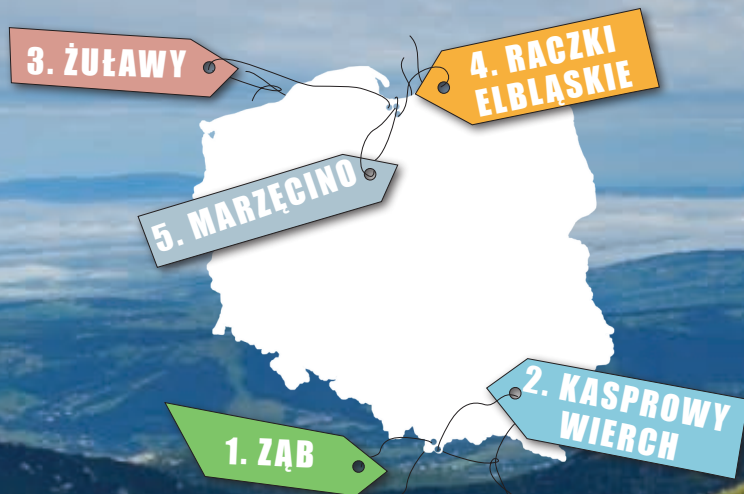 3. ŻUŁAWY
4. RACZKI
ELBLĄSKIE
5. MARZĘCINO
2. KASPROWY
WIERCH
1. ZĄB